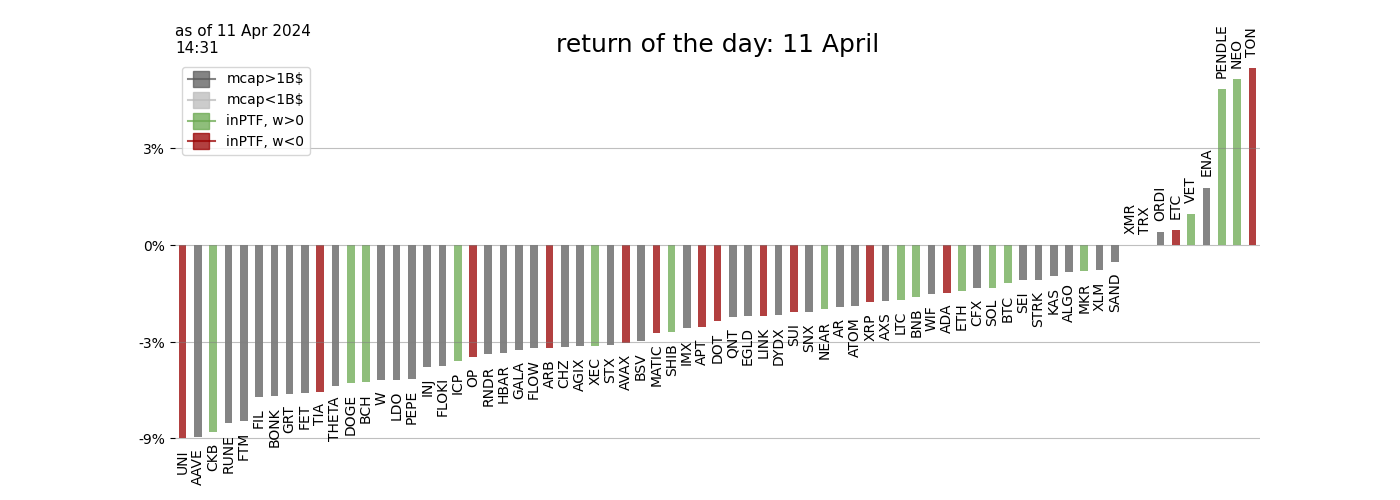 as of 11 Apr 2024
14:31
return of the day: 11 April
mcap>1B$
mcap<1B$
inPTF, w>0
inPTF, w<0
3%
0%
-3%
-9%
UNI
AAVE
CKB
RUNE
FTM
FIL
BONK
GRT
FET
TIA
THETA
DOGE
BCH
W
LDO
PEPE
INJ
FLOKI
ICP
OP
RNDR
HBAR
GALA
FLOW
ARB
CHZ
AGIX
XEC
STX
AVAX
BSV
MATIC
SHIB
IMX
APT
DOT
QNT
EGLD
LINK
DYDX
SUI
SNX
NEAR
AR
ATOM
XRP
AXS
LTC
BNB
WIF
ADA
ETH
CFX
SOL
BTC
SEI
STRK
KAS
ALGO
MKR
XLM
SAND
XMR
TRX
ORDI
ETC
VET
ENA
PENDLE
NEO
TON